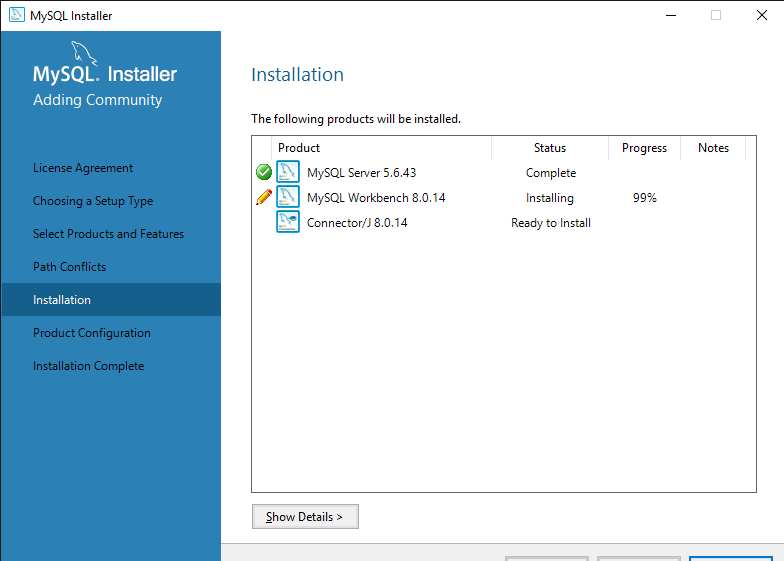 MySQL Installer
MySQL. Installer
Adding Community
License Agreement
Choosing a Setup Type
Select Products and Features
Path Conflicts
Installation
Product Configuration
Installation Complete
Installation
The following products will be installed.
Product Status Progress Notes
MySQL Server 5.6.43 Complete
MySQL Workbench 8.0.14 Installing 99%
Connector/J 8.0.14 Ready to Install
Show Details >